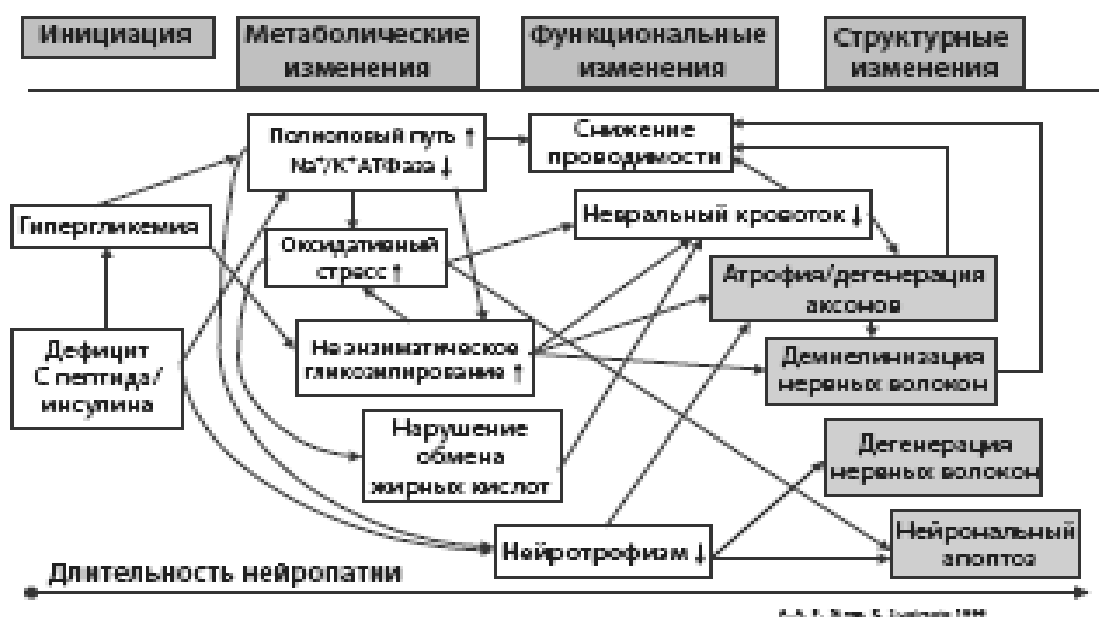 Инициация
Метаболические
изменения
Функциональные
изменения
Структурные
изменения
Полиоловый путь ↑
Na⁺/K⁺АТФаза ↓
Снижение
проводимости
Гипергликемия
Невральный кровоток ↓
Оксидативный
стресс ↑
Атрофия/дегенерация
аксонов
Дефицит
С пептида/
инсулина
Неэнзиматическое
гликозилирование ↑
Демиелинизация
нервных волокон
Нарушение
обмена
жирных кислот
Дегенерация
нервных волокон
Нейротрофизм ↓
Нейрональный
апоптоз
Длительность нейропатии